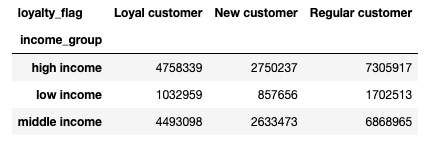 loyalty_flag Loyal customer New customer Regular customer
income_group
high income 4758339 2750237 7305917
low income 1032959 857656 1702513
middle income 4493098 2633473 6868965